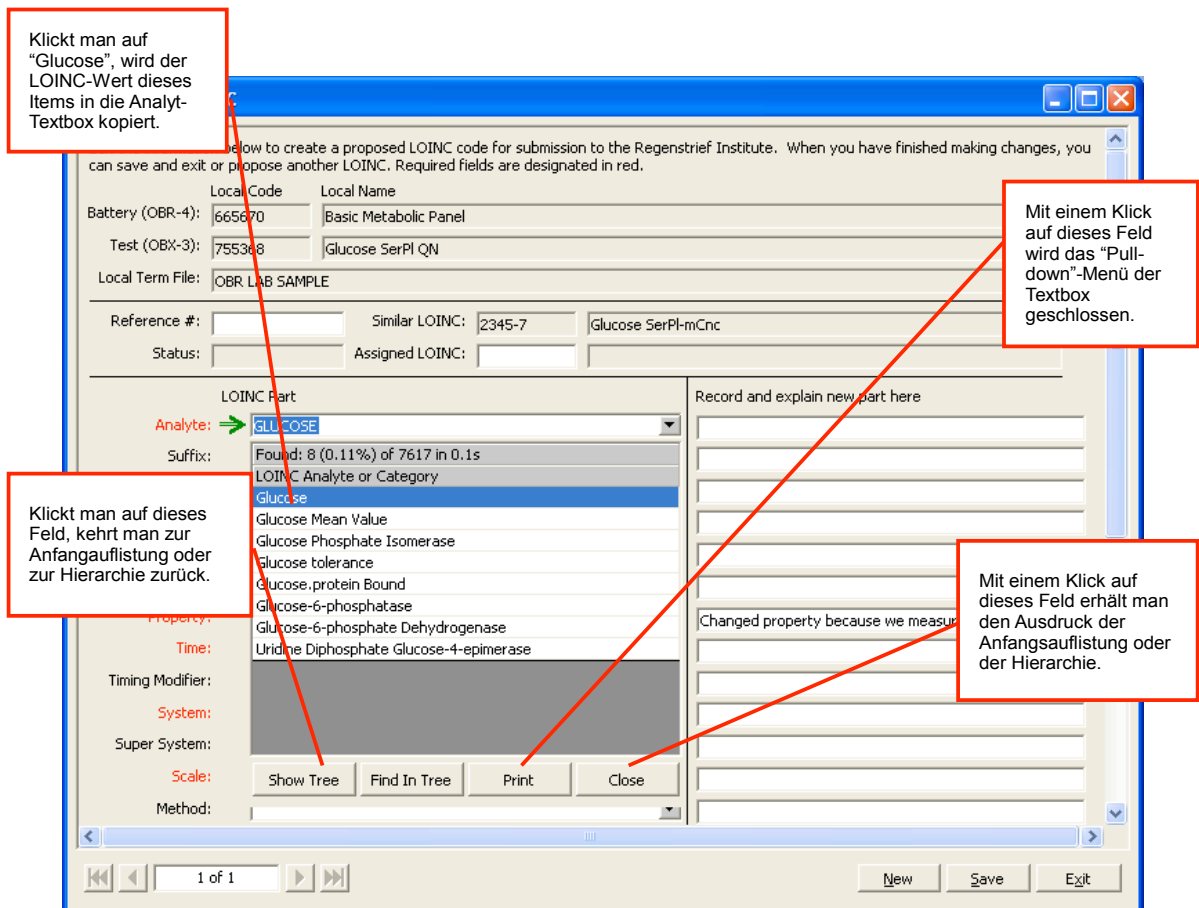 Klickt man auf
“Glucose”, wird der
LOINC-Wert dieses
Items in die Analyt-
Textbox kopiert.
low to create a proposed LOINC code for submission to the Regenstrief Institute. When you have finished making changes, you
can save and exit or propose another LOINC. Required fields are designated in red.
Local Code Local Name
Battery (OBR-4): 665670 Basic Metabolic Panel
Test (OBX-3): 755368 Glucose SerPl QN
Local Term File: OBR LAB SAMPLE
Mit einem Klick
auf dieses Feld
wird das “Pull-
down”-Menü der
Textbox
geschlossen.
Reference #: Similar LOINC: 2345-7 Glucose SerPl-mCnc
Status: Assigned LOINC:
LOINC Part Record and explain new part here
Analyte: GLUCOSE
Suffix: Found: 8 (0.11%) of 7617 in 0.1s
LOINC Analyte or Category
Glucose
Glucose Mean Value
Glucose Phosphate Isomerase
Glucose tolerance
Glucose.protein Bound
Glucose-6-phosphatase
Glucose-6-phosphate Dehydrogenase
Uridine Diphosphate Glucose-4-epimerase
Klickt man auf dieses
Feld, kehrt man zur
Anfangauflistung oder
zur Hierarchie zurück.
Property: Changed property because we measur
Time:
Timing Modifier:
System:
Super System:
Scale:
Method:
Mit einem Klick auf
dieses Feld erhält man
den Ausdruck der
Anfangsauflistung oder
der Hierarchie.
Show Tree Find In Tree Print Close
1 of 1 New Save Exit